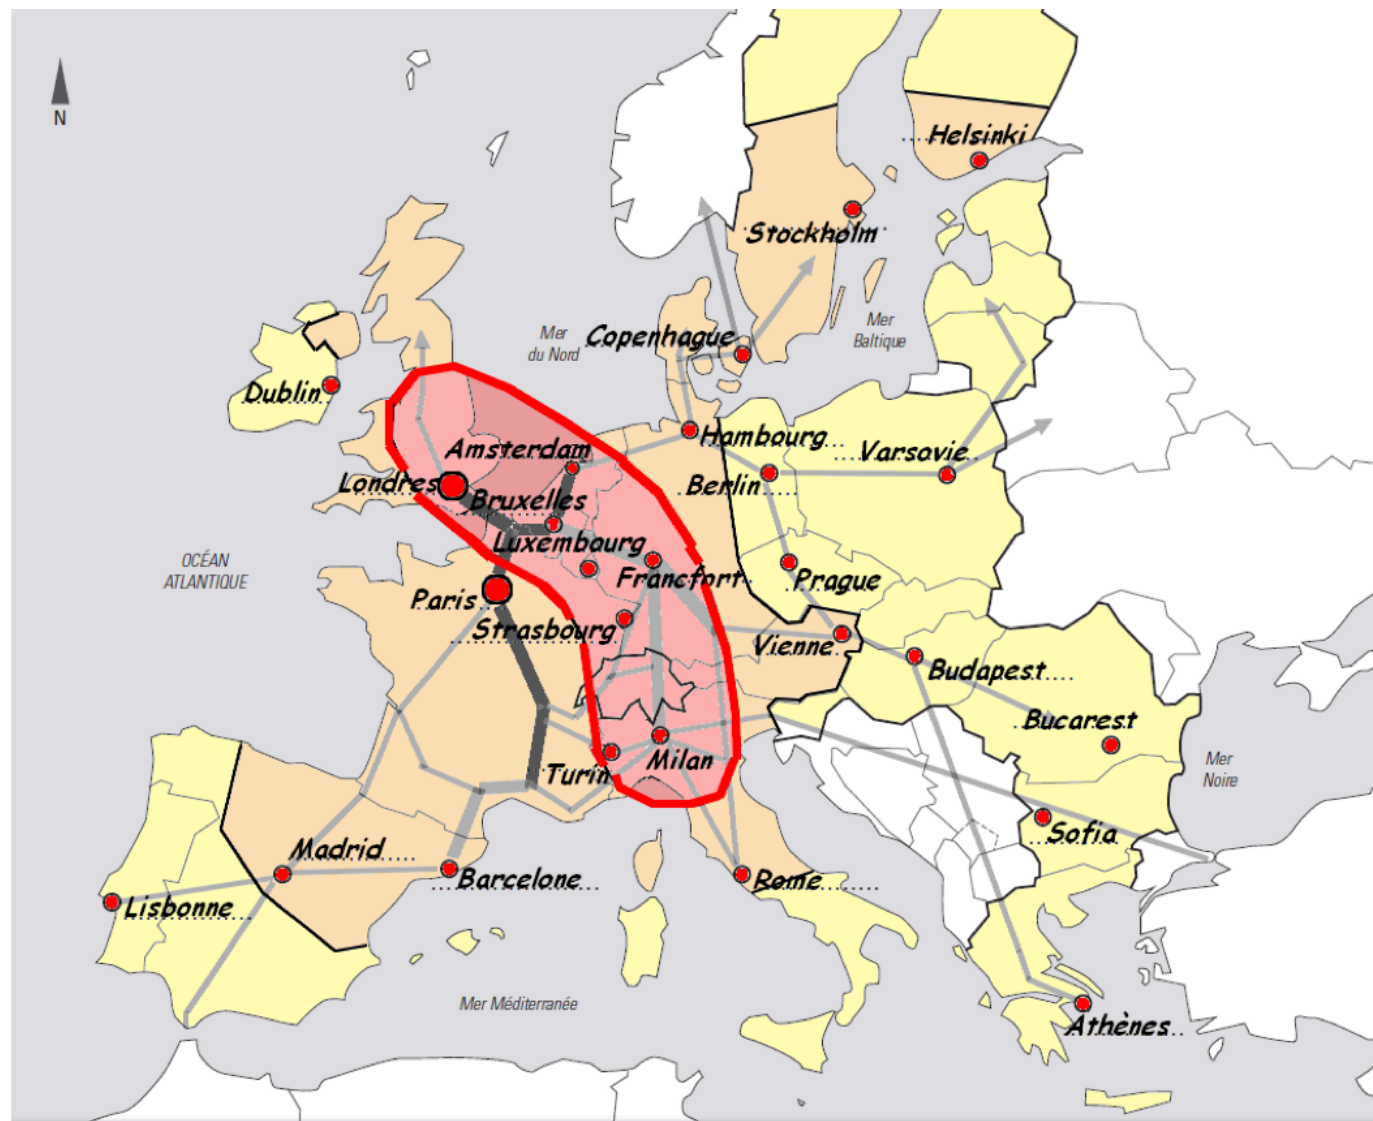 N
Helsinki
Stockholm
Mer
du Nord
Copenhague
Mer
Baltique
Dublin
Hambourg
Amsterdam
Varsovie
Londres
Bruxelles
Berlin
OCÉAN
ATLANTIQUE
Luxembourg
Francfort
Prague
Paris
Strasbourg
Vienne
Budapest
Bucarest
Turin
Milan
Mer
Noire
Sofia
Madrid
Barcelone
Rome
Lisbonne
Mer Méditerranée
Athènes